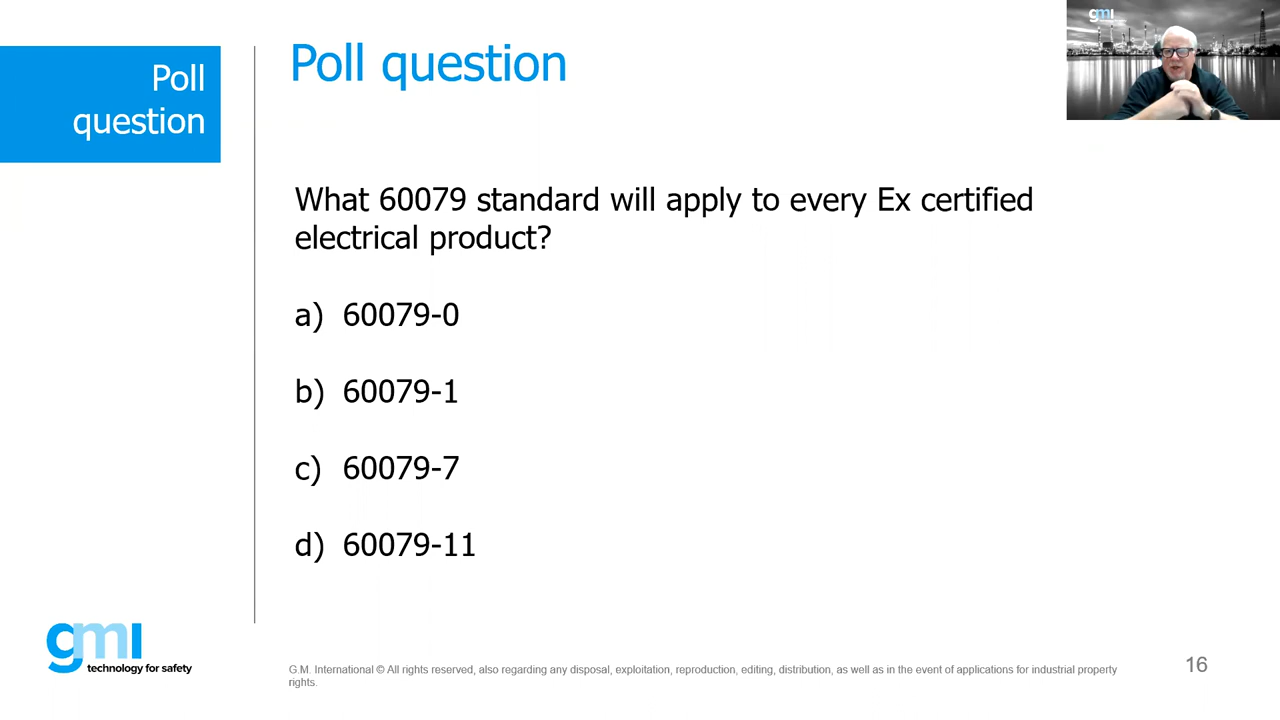 Poll
question
Poll question
gmi
What 60079 standard will apply to every Ex certified
electrical product?
a) 60079-0
b) 60079-1
c) 60079-7
d) 60079-11
gmi
technology for safety
G.M. International © All rights reserved, also regarding any disposal, exploitation, reproduction, editing, distribution, as well as in the event of applications for industrial property
rights.
16